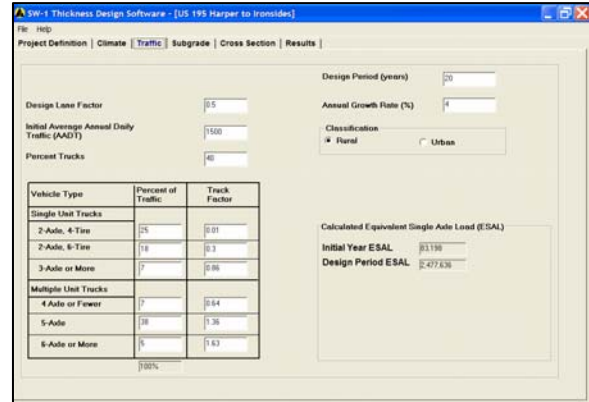 SW-1 Thickness Design Software - [US 195 Harper to Ironsides]
File Help
Project Definition | Climate | Traffic | Subgrade | Cross Section | Results |
Design Period (years) 20
Design Lane Factor 0.5
Annual Growth Rate (%) 4
Initial Average Annual Daily
Traffic (AADT) 1500
Classification
Rural Urban
Percent Trucks 40
Vehicle Type Percent of Traffic Truck Factor
Single Unit Trucks
2-Axle, 4-Tire 25 0.01
2-Axle, 6-Tire 18 0.3
3-Axle or More 7 0.86
Multiple Unit Trucks
4 Axle or Fewer 7 0.64
5-Axle 38 1.36
6-Axle or More 5 1.63
100%
Calculated Equivalent Single Axle Load (ESAL)
Initial Year ESAL 83,198
Design Period ESAL 2,477,636